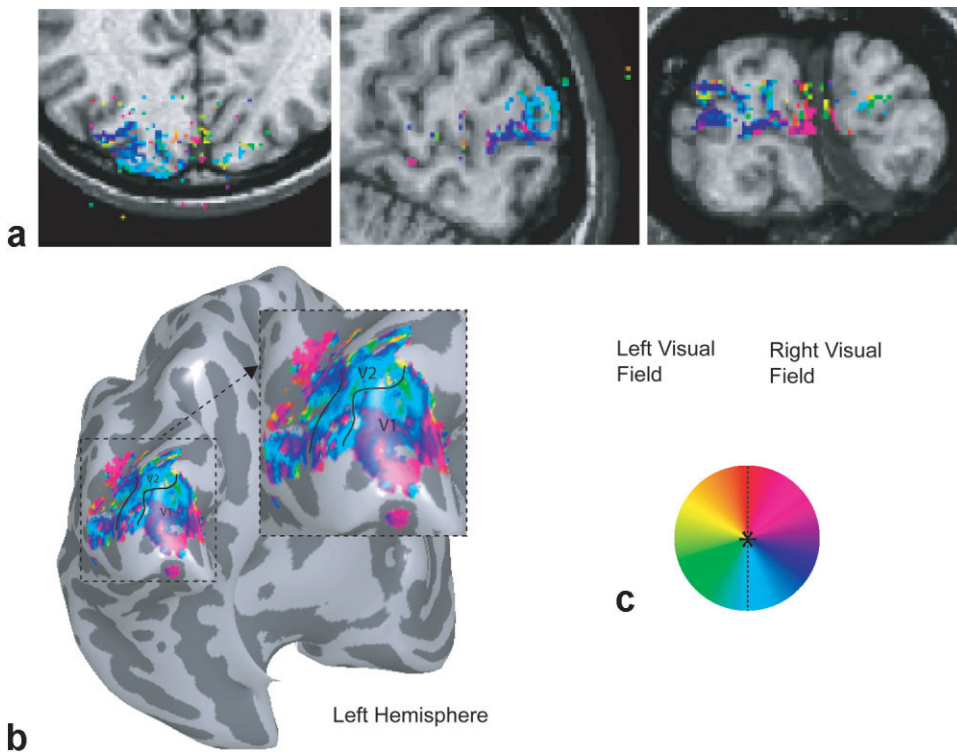 a
V2
V1
V2
V1
Left Visual
Field
Right Visual
Field
c
Left Hemisphere
b